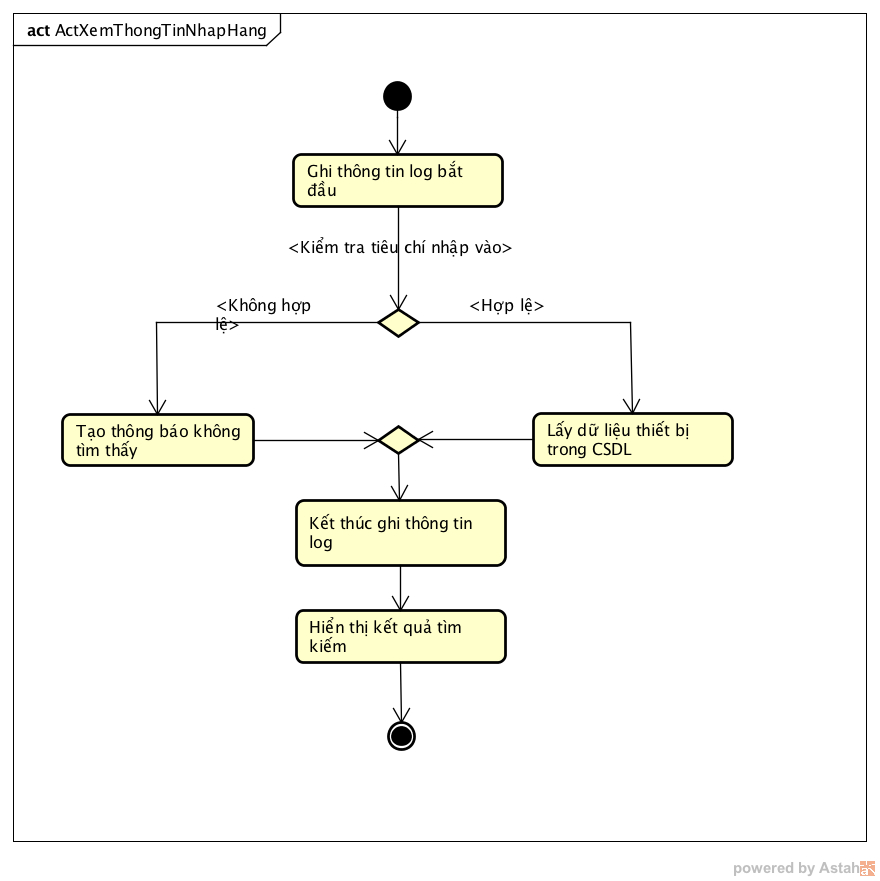 act ActXemThongTinNhapHang
Ghi thông tin log bắt
đầu
<Kiểm tra tiêu chí nhập vào>
<Không hợp
lệ>
<Hợp lệ>
Tạo thông báo không
tìm thấy
Lấy dữ liệu thiết bị
trong CSDL
Kết thúc ghi thông tin
log
Hiển thị kết quả tìm
kiếm
powered by Astah